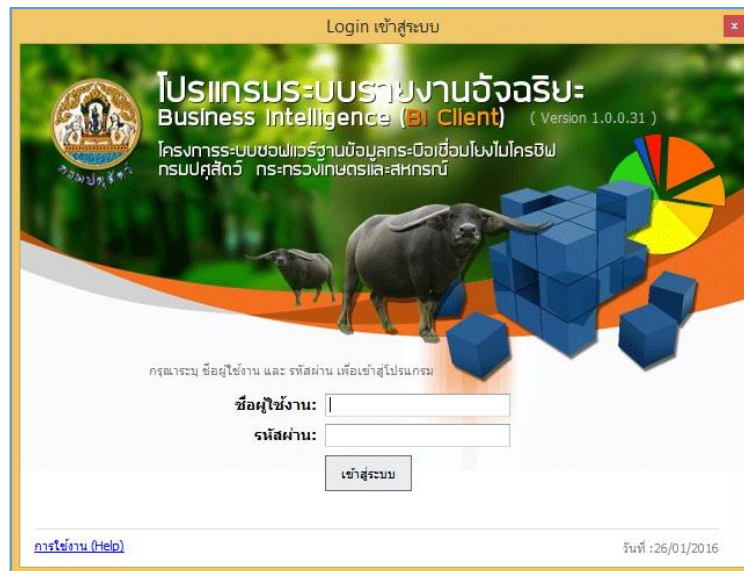 Login เข้าสู่ระบบ
x
โปรแกรมระบบรายงานอัจฉริยะ
Business Intelligence (BI Client) ( Version 1.0.0.31 )
โครงการระบบซอฟแวร์ฐานข้อมูลกระบือเชื่อมโยงไมโครชิฟ
กรมปศุสัตว์ กระทรวงเกษตรและสหกรณ์
กรมปศุสัตว์
กรุณาระบุ ชื่อผู้ใช้งาน และ รหัสผ่าน เพื่อเข้าสู่โปรแกรม
ชื่อผู้ใช้งาน:
รหัสผ่าน:
เข้าสู่ระบบ
การใช้งาน (Help)
วันที่ :26/01/2016